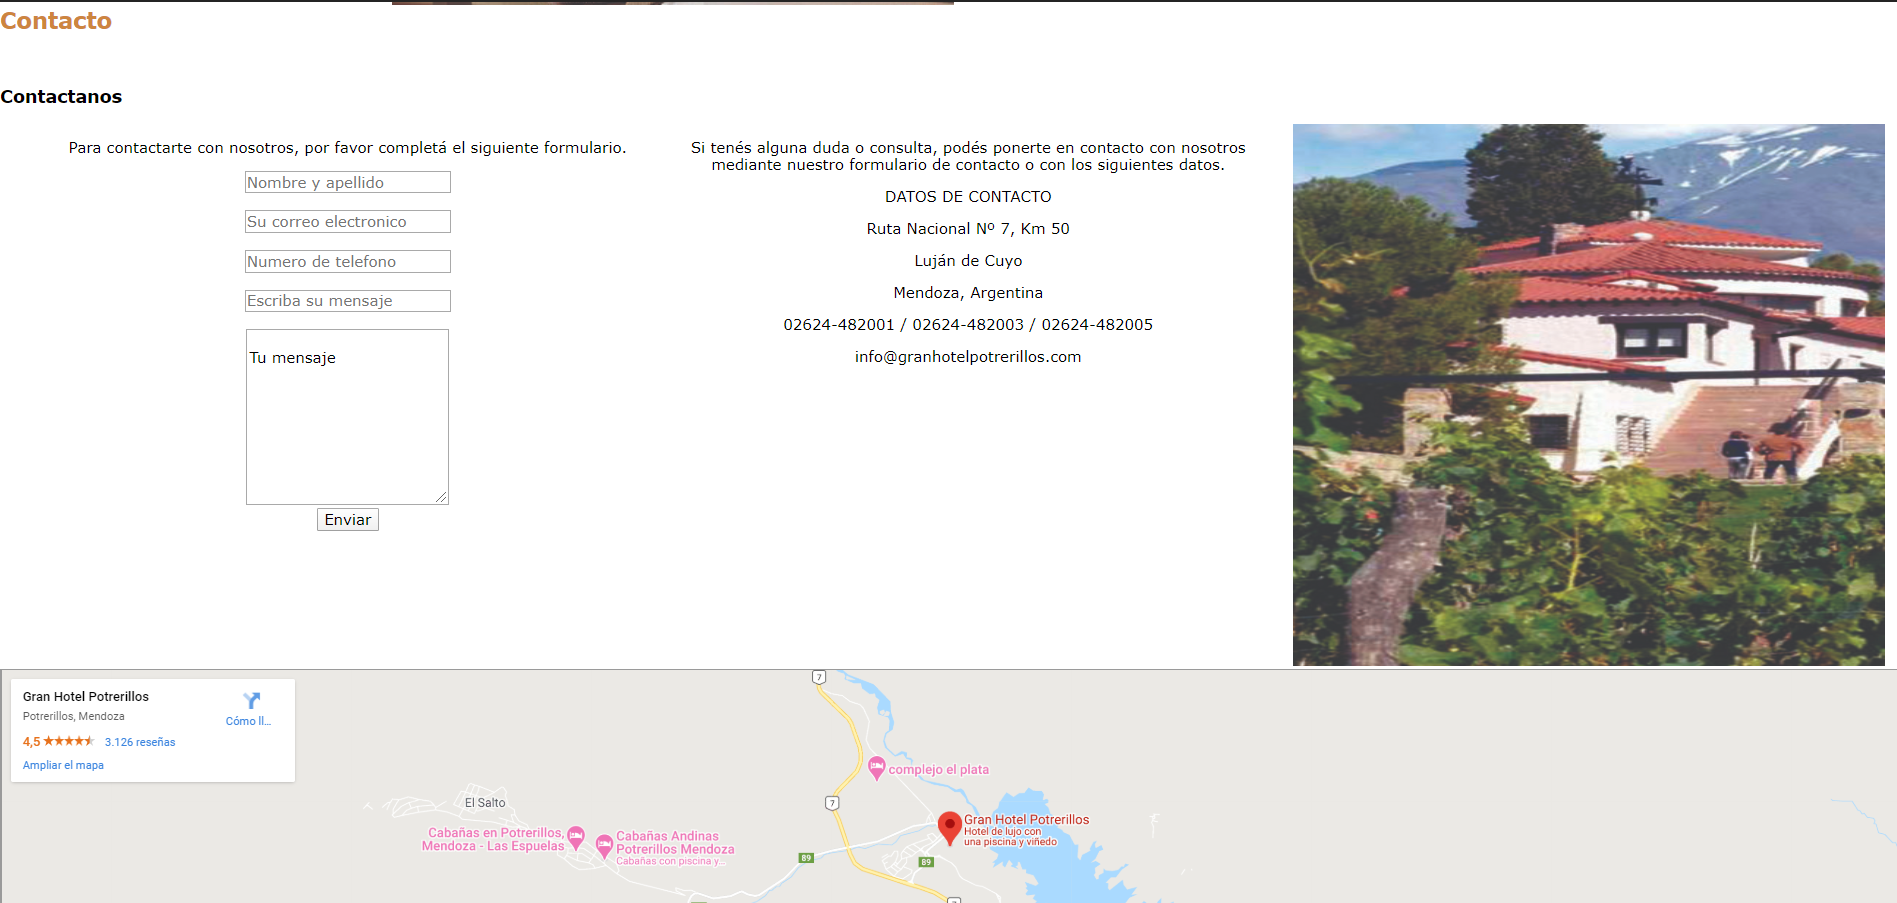 Contacto
Contactanos
Para contactarte con nosotros, por favor completá el siguiente formulario.
Nombre y apellido
Su correo electronico
Numero de telefono
Escriba su mensaje
Tu mensaje
Enviar
Si tenés alguna duda o consulta, podés ponerte en contacto con nosotros
mediante nuestro formulario de contacto o con los siguientes datos.
DATOS DE CONTACTO
Ruta Nacional Nº 7, Km 50
Luján de Cuyo
Mendoza, Argentina
02624-482001 / 02624-482003 / 02624-482005
info@granhotelpotrerillos.com
Gran Hotel Potrerillos
Potrerillos, Mendoza
4,5
3.126 reseñas
Ampliar el mapa
Cómo ll...
7
complejo el plata
El Salto
7
Cabañas en Potrerillos,
Mendoza - Las Espuelas
Cabañas Andinas
Potrerillos Mendoza
Cabañas con piscina y...
Gran Hotel Potrerillos
Hotel de lujo con
una piscina y viñedo
89
89